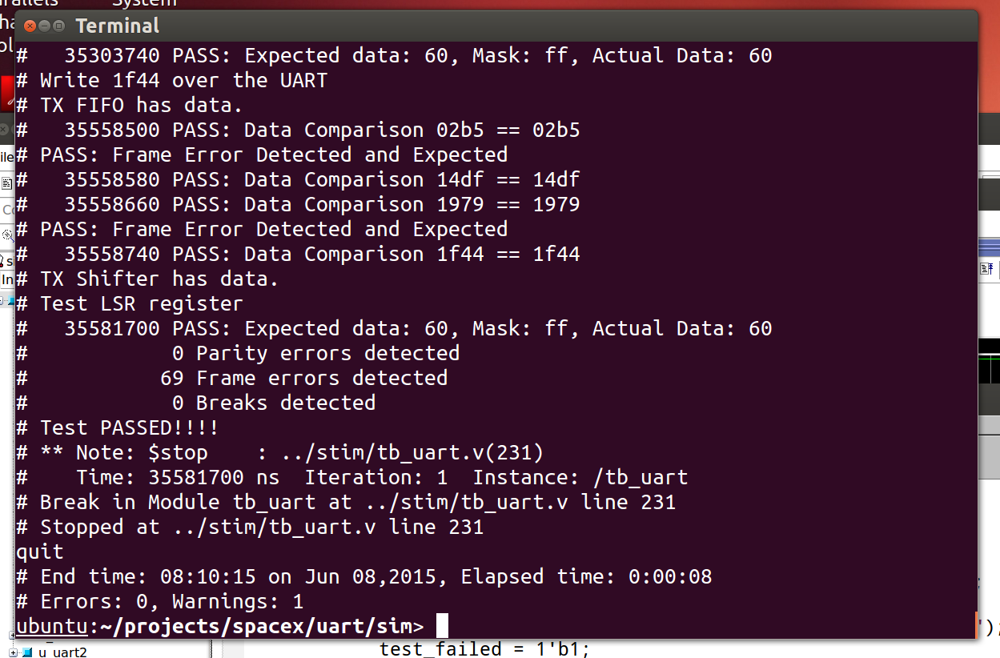 System
Terminal
#   35303740 PASS: Expected data: 60, Mask: ff, Actual Data: 60
# Write 1f44 over the UART
# TX FIFO has data.
#   35558500 PASS: Data Comparison 02b5 == 02b5
# PASS: Frame Error Detected and Expected
#   35558580 PASS: Data Comparison 14df == 14df
#   35558660 PASS: Data Comparison 1979 == 1979
# PASS: Frame Error Detected and Expected
#   35558740 PASS: Data Comparison 1f44 == 1f44
# TX Shifter has data.
# Test LSR register
#   35581700 PASS: Expected data: 60, Mask: ff, Actual Data: 60
#            0 Parity errors detected
#           69 Frame errors detected
#            0 Breaks detected
# Test PASSED!!!!
# ** Note: $stop    : ../stim/tb_uart.v(231)
#    Time: 35581700 ns  Iteration: 1  Instance: /tb_uart
# Break in Module tb_uart at ../stim/tb_uart.v line 231
# Stopped at ../stim/tb_uart.v line 231
quit
# End time: 08:10:15 on Jun 08,2015, Elapsed time: 0:00:08
# Errors: 0, Warnings: 1
ubuntu:~/projects/spacex/uart/sim>
u_uart2
test_failed = 1'b1;